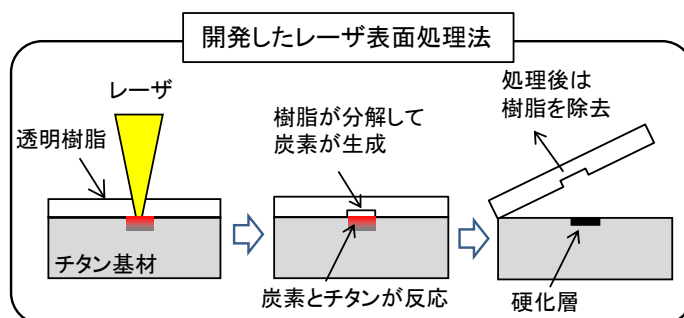 開発したレーザ表面処理法
レーザ
透明樹脂
チタン基材
樹脂が分解して
炭素が生成
炭素とチタンが反応
処理後は
樹脂を除去
硬化層